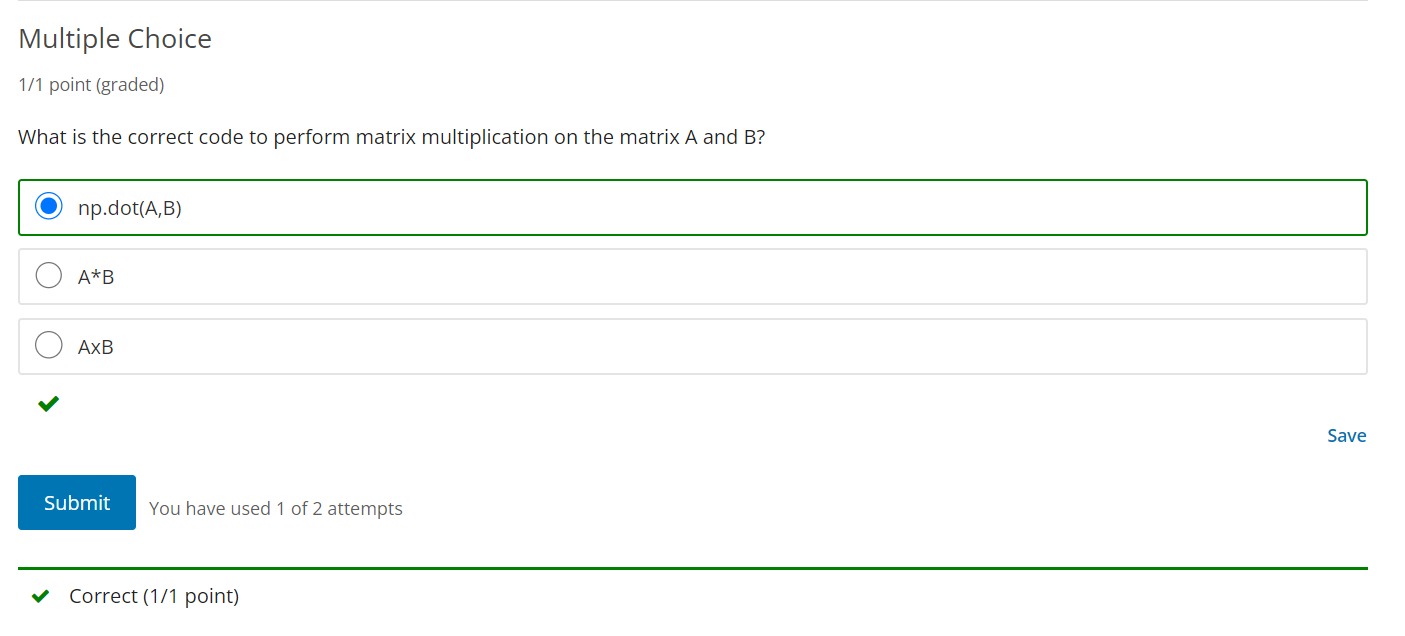 Multiple Choice
1/1 point (graded)
What is the correct code to perform matrix multiplication on the matrix A and B?
np.dot(A,B)
A*B
AxB
Save
Submit
You have used 1 of 2 attempts
Correct (1/1 point)